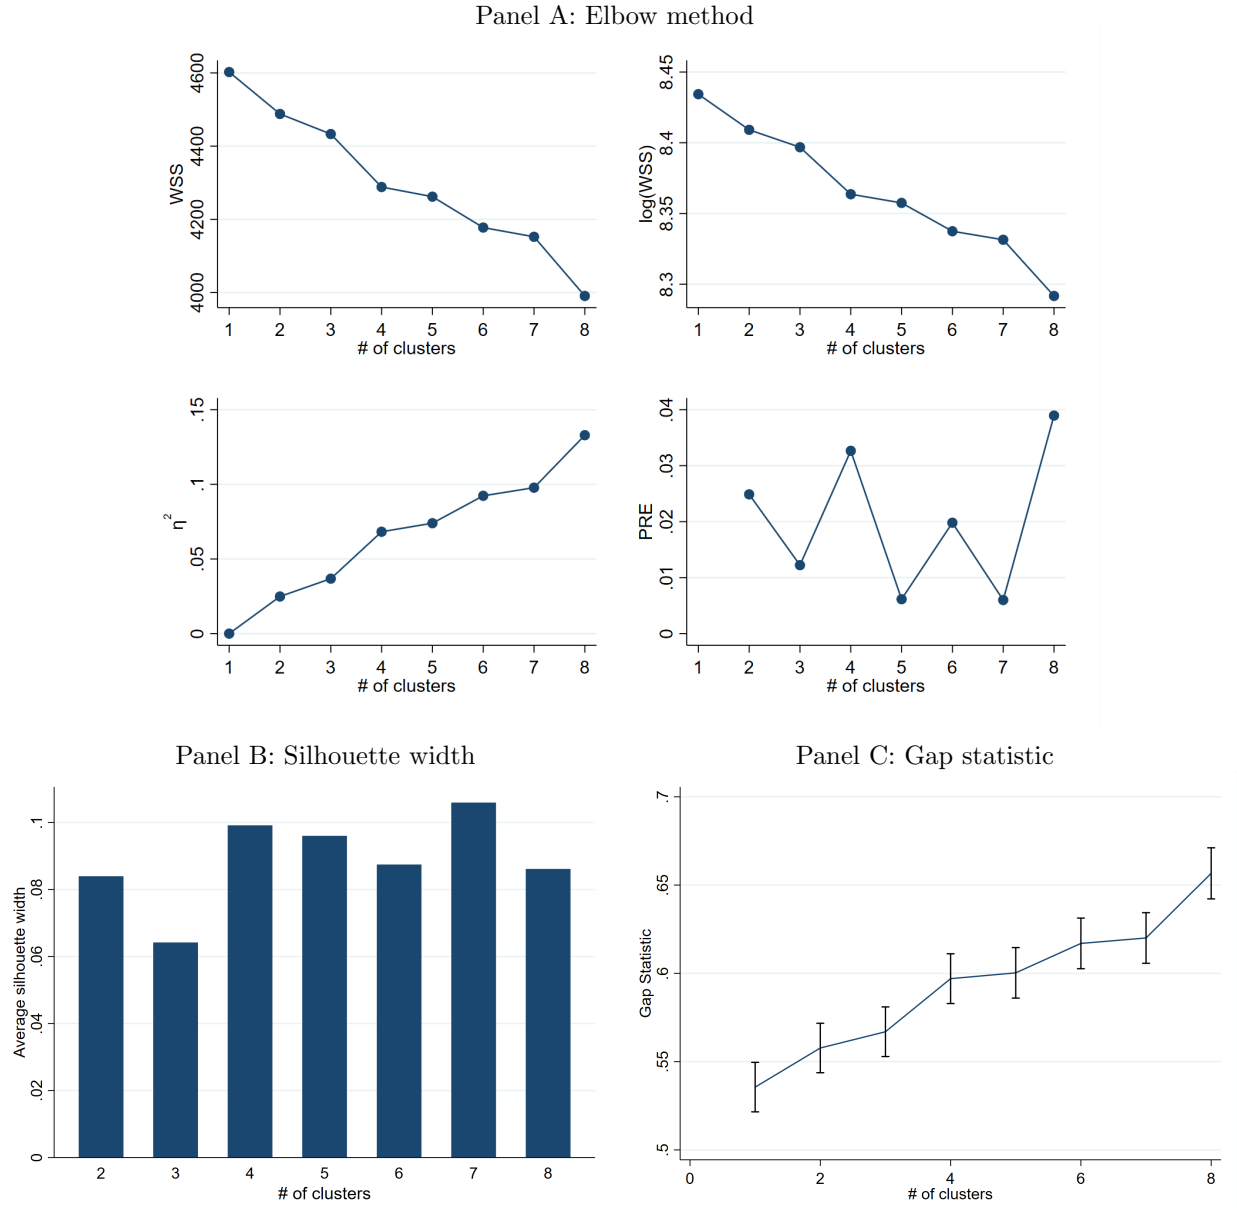 Panel A: Elbow method
4600
4400
4200
4000
WSS
1 2 3 4 5 6 7 8
# of clusters
8.45
8.4
8.35
8.3
log(WSS)
1 2 3 4 5 6 7 8
# of clusters
.15
.1
.05
0
η²
1 2 3 4 5 6 7 8
# of clusters
.04
.03
.02
.01
0
PRE
1 2 3 4 5 6 7 8
# of clusters
Panel B: Silhouette width
.1
.08
.06
.04
.02
0
Average silhouette width
2 3 4 5 6 7 8
# of clusters
Panel C: Gap statistic
.7
.65
.6
.55
.5
Gap Statistic
0 2 4 6 8
# of clusters